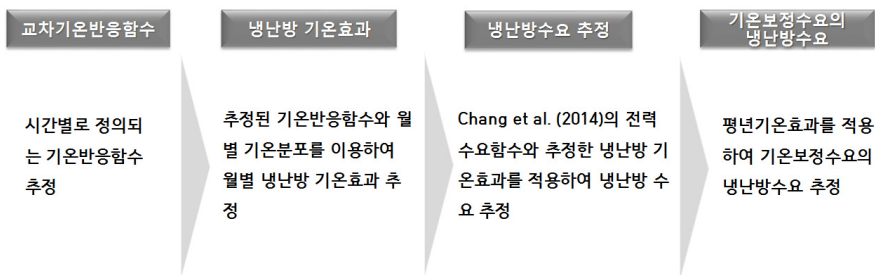 교차기온반응함수
시간별로 정의되
는 기온반응함수
추정
냉난방 기온효과
추정된 기온반응함수와 월
별 기온분포를 이용하여
월별 냉난방 기온효과 추
정
냉난방수요 추정
Chang et al. (2014)의 전력
수요함수와 추정한 냉난방 기
온효과를 적용하여 냉난방 수
요 추정
기온보정수요의
냉난방수요
평년기온효과를 적용
하여 기온보정수요의
냉난방수요 추정